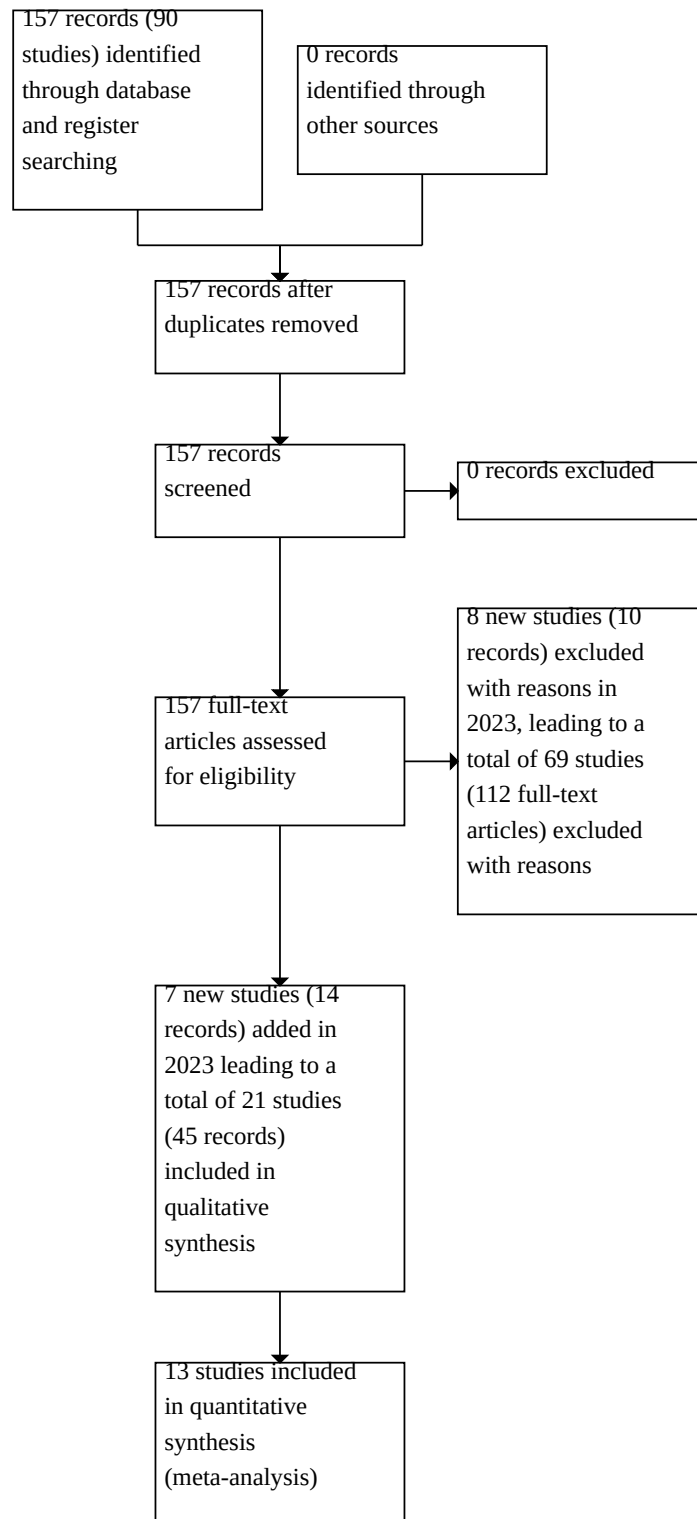 157 records (90
studies) identified
through database
and register
searching
0 records
identified through
other sources
157 records after
duplicates removed
157 records
screened
0 records excluded
157 full-text
articles assessed
for eligibility
8 new studies (10
records) excluded
with reasons in
2023, leading to a
total of 69 studies
(112 full-text
articles) excluded
with reasons
7 new studies (14
records) added in
2023 leading to a
total of 21 studies
(45 records)
included in
qualitative
synthesis
13 studies included
in quantitative
synthesis
(meta-analysis)